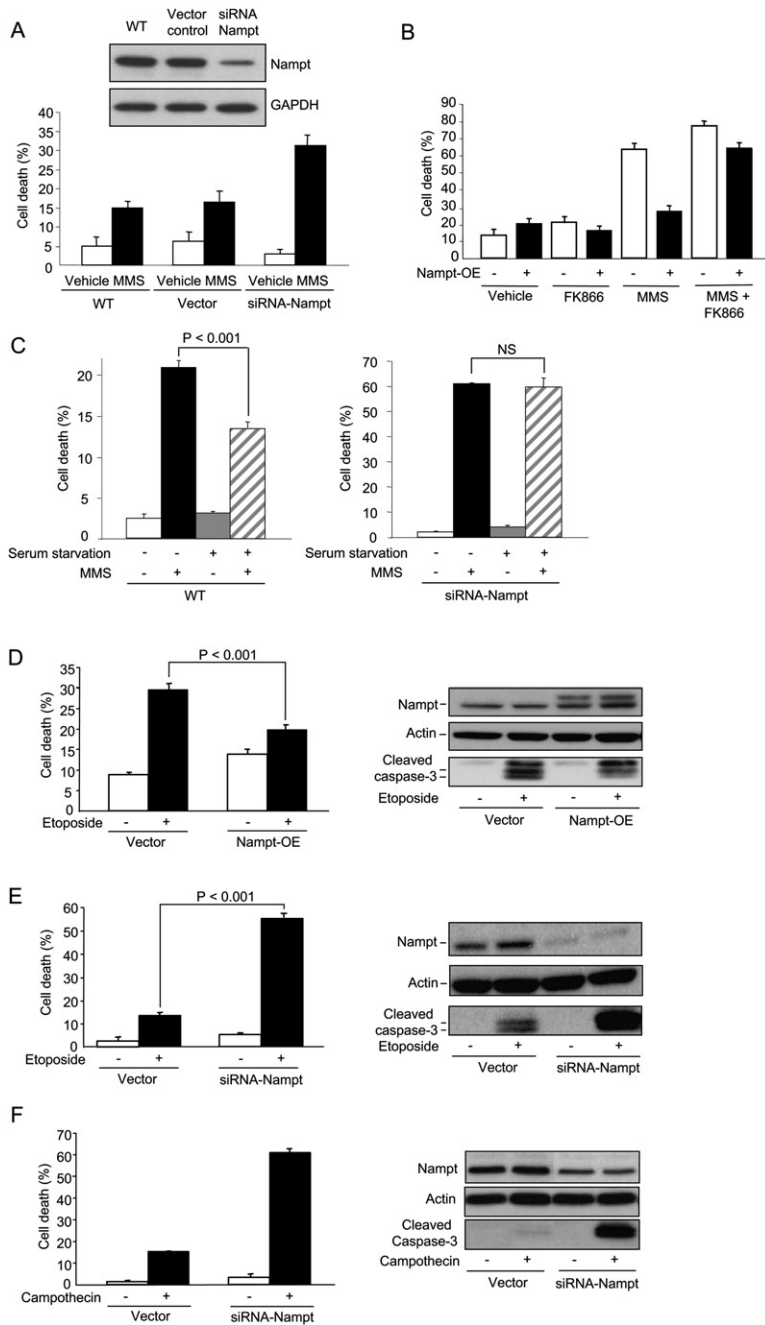 A
WT Vector control siRNA Nampt
Nampt
GAPDH
Cell death (%)
40
35
30
25
20
15
10
5
0
Vehicle MMS Vehicle MMS Vehicle MMS
WT Vector siRNA-Nampt
B
Cell death (%)
90
80
70
60
50
40
30
20
10
Nampt-OE - + - + - + - +
Vehicle FK866 MMS MMS + FK866
C
P < 0.001
Cell death (%)
20
15
10
5
0
Serum starvation - - + +
MMS - + - +
WT
NS
Cell death (%)
70
60
50
40
30
20
10
0
Serum starvation - - + +
MMS - + - +
siRNA-Nampt
D
P < 0.001
Cell death (%)
35
30
25
20
15
10
5
0
Etoposide - + - +
Vector Nampt-OE
Nampt
Actin
Cleaved
caspase-3
Etoposide - + - +
Vector Nampt-OE
E
P < 0.001
Cell death (%)
60
50
40
30
20
10
0
Etoposide - + - +
Vector siRNA-Nampt
Nampt
Actin
Cleaved
caspase-3
Etoposide - + - +
Vector siRNA-Nampt
F
Cell death (%)
70
60
50
40
30
20
10
0
Campothecin - + - +
Vector siRNA-Nampt
Nampt
Actin
Cleaved
Caspase-3
Campothecin - + - +
Vector siRNA-Nampt